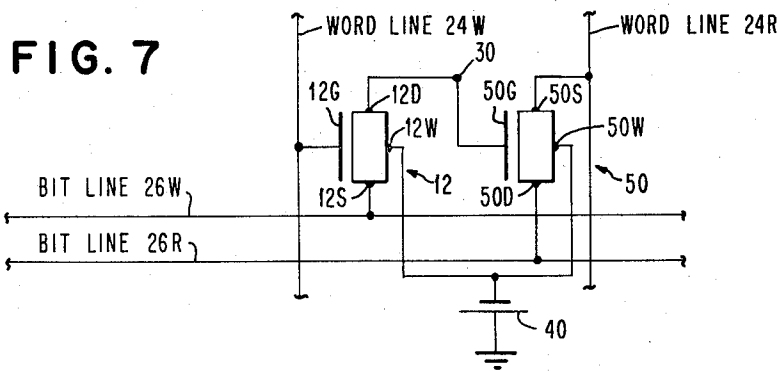 FIG. 7
WORD LINE 24W
WORD LINE 24R
30
12G
12D
50G
50S
12W
50W
12S
12
50D
50
BIT LINE 26W
BIT LINE 26R
40